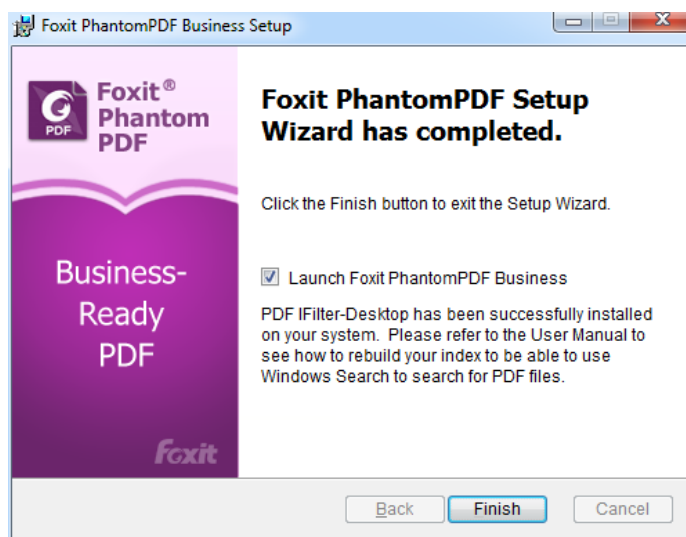 Foxit PhantomPDF Business Setup
Foxit®
Phantom
PDF
PDF
Foxit PhantomPDF Setup
Wizard has completed.
Click the Finish button to exit the Setup Wizard.
Business-
Ready
PDF
Launch Foxit PhantomPDF Business
PDF IFilter-Desktop has been successfully installed
on your system. Please refer to the User Manual to
see how to rebuild your index to be able to use
Windows Search to search for PDF files.
Foxit
Back Finish Cancel